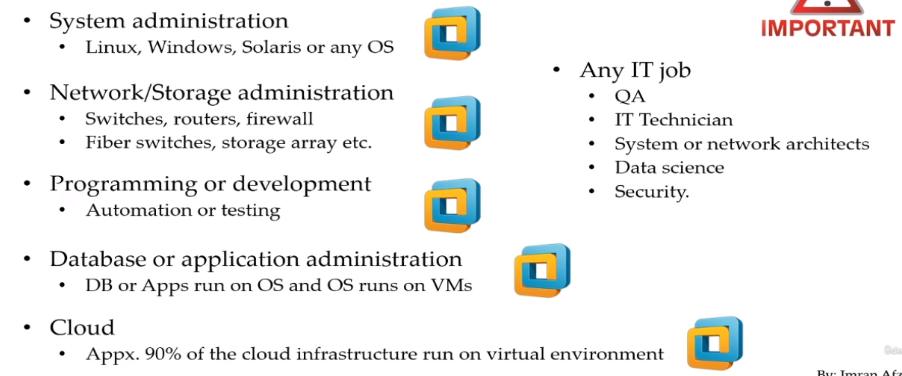 • System administration
• Linux, Windows, Solaris or any OS
• Network/Storage administration
• Switches, routers, firewall
• Fiber switches, storage array etc.
• Programming or development
• Automation or testing
• Database or application administration
• DB or Apps run on OS and OS runs on VMs
• Cloud
• Appx. 90% of the cloud infrastructure run on virtual environment
IMPORTANT
• Any IT job
• QA
• IT Technician
• System or network architects
• Data science
• Security.
By: Imran